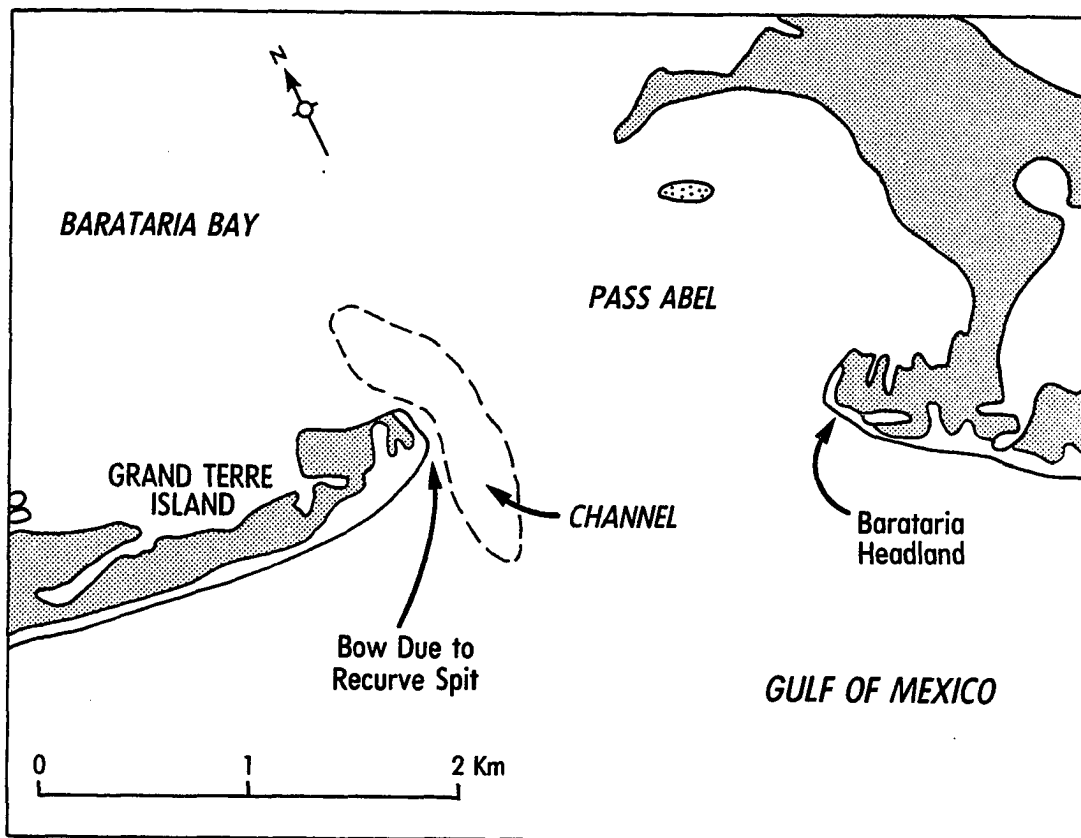 N
BARATARIA BAY
PASS ABEL
GRAND TERRE
ISLAND
CHANNEL
Barataria
Headland
Bow Due to
Recurve Spit
GULF OF MEXICO
0 1 2 Km